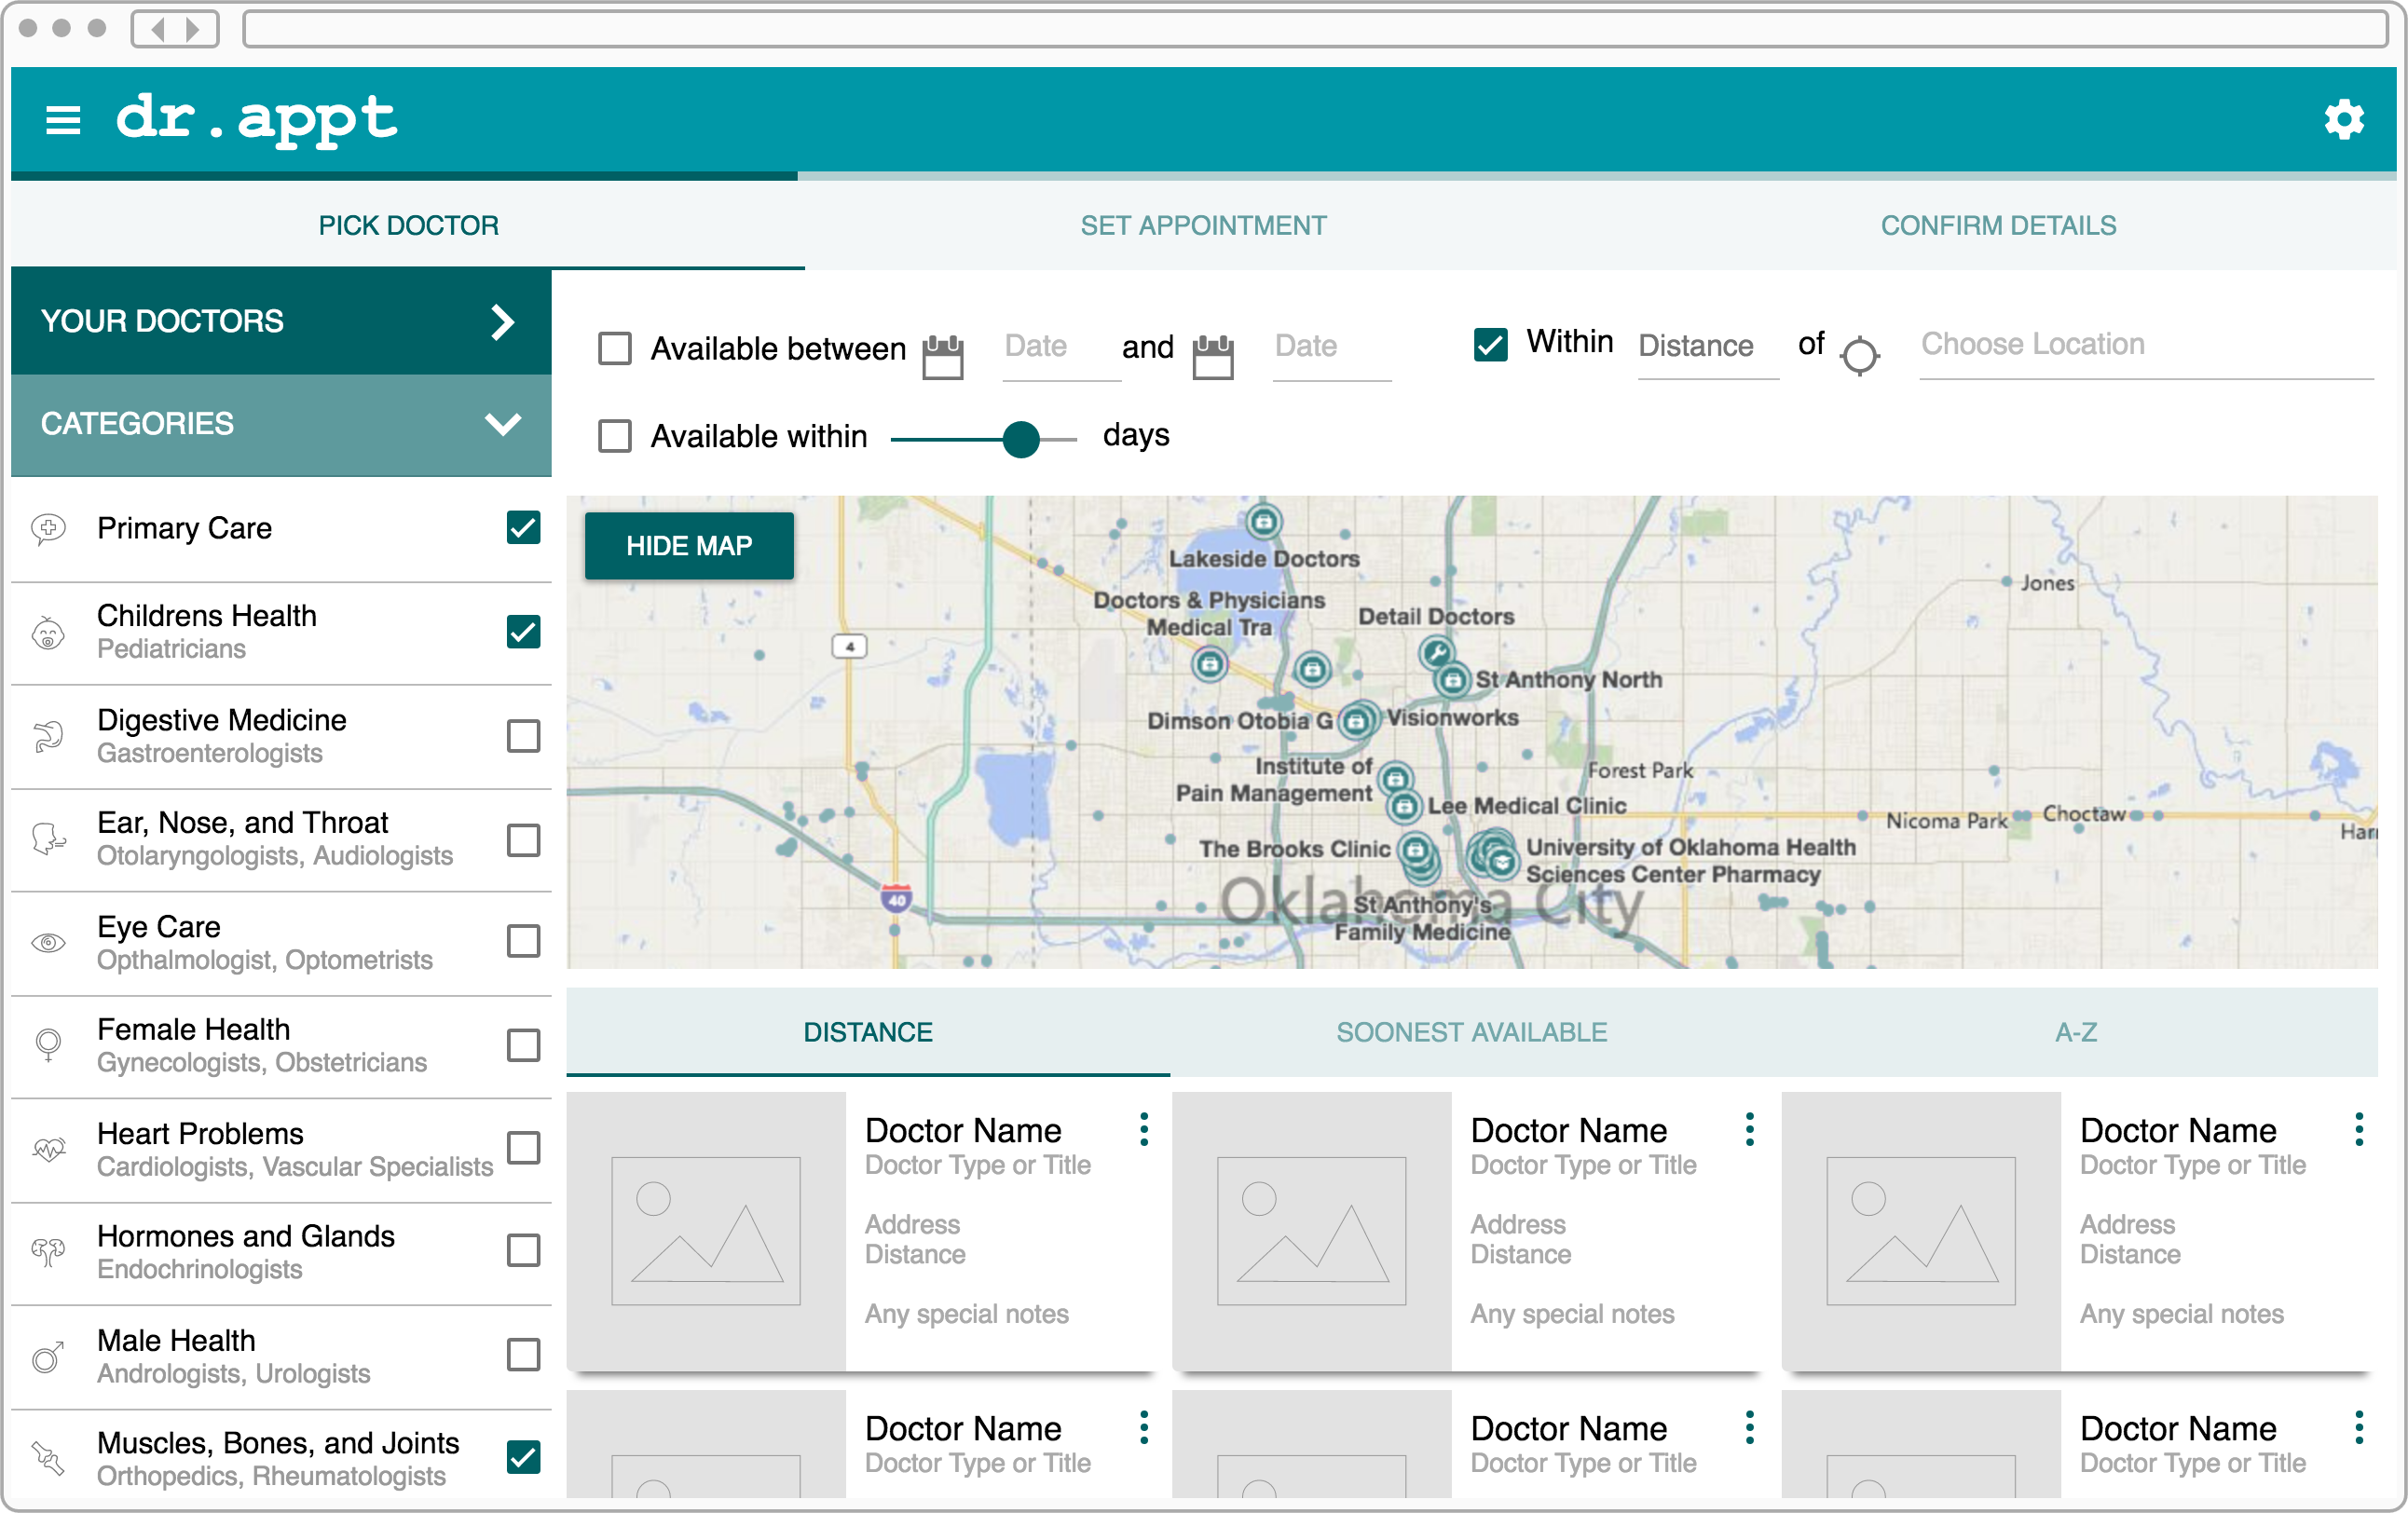 dr.appt
PICK DOCTOR
SET APPOINTMENT
CONFIRM DETAILS
YOUR DOCTORS
CATEGORIES
Primary Care
Childrens Health
Pediatricians
Digestive Medicine
Gastroenterologists
Ear, Nose, and Throat
Otolaryngologists, Audiologists
Eye Care
Opthalmologist, Optometrists
Female Health
Gynecologists, Obstetricians
Heart Problems
Cardiologists, Vascular Specialists
Hormones and Glands
Endochrinologists
Male Health
Andrologists, Urologists
Muscles, Bones, and Joints
Orthopedics, Rheumatologists
Available between Date and Date
Within Distance of Choose Location
Available within days
HIDE MAP
Lakeside Doctors
Doctors & Physicians
Medical Tra
Detail Doctors
Jones
4
St Anthony North
Dimson Otobia G
Visionworks
Institute of
Pain Management
Forest Park
Lee Medical Clinic
Nicoma Park
Choctaw
Harr
The Brooks Clinic
University of Oklahoma Health
Sciences Center Pharmacy
40
Oklahoma City
St Anthony's
Family Medicine
DISTANCE
SOONEST AVAILABLE
A-Z
Doctor Name
Doctor Type or Title
Address
Distance
Any special notes
Doctor Name
Doctor Type or Title
Address
Distance
Any special notes
Doctor Name
Doctor Type or Title
Address
Distance
Any special notes
Doctor Name
Doctor Type or Title
Doctor Name
Doctor Type or Title
Doctor Name
Doctor Type or Title